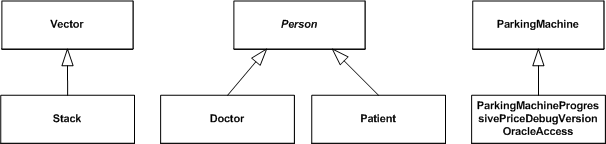 Vector
Person
ParkingMachine
Stack
Doctor
Patient
ParkingMachineProgres
sivePriceDebugVersion
OracleAccess